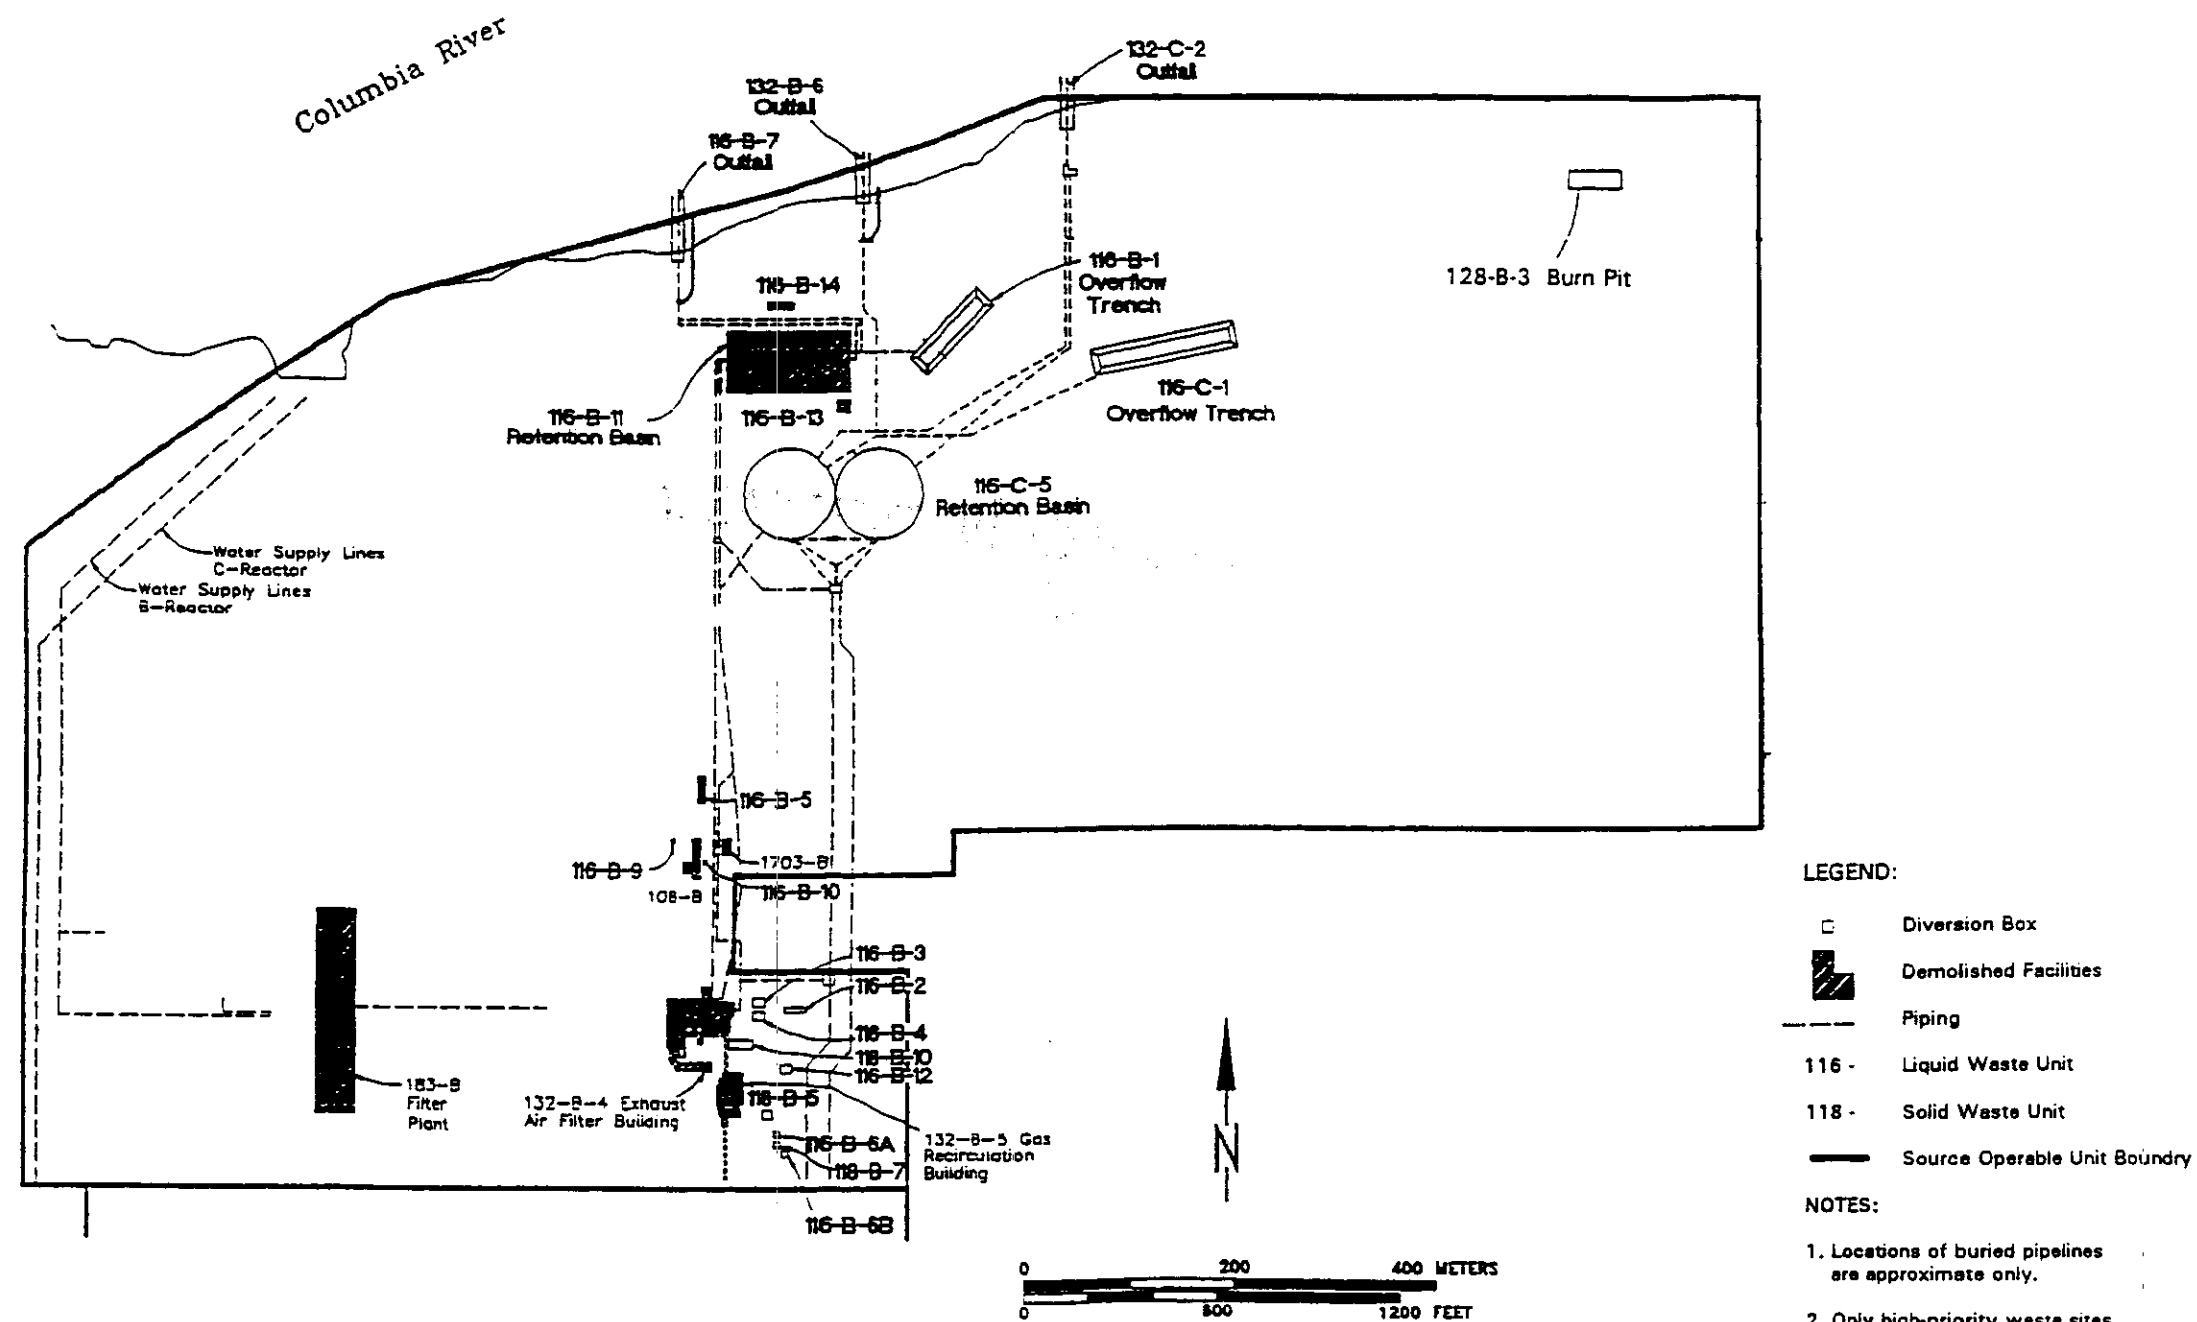 Columbia River
132-C-2
Outfall
132-B-6
Outfall
116-B-7
Outfall
116-B-14
116-B-1
Overflow
Trench
128-B-3 Burn Pit
116-C-1
Overflow Trench
116-B-11
Retention Basin
116-B-13
116-C-5
Retention Basin
Water Supply Lines
C-Reactor
Water Supply Lines
B-Reactor
116-B-5
116-B-9
1703-B
108-B
116-B-10
116-B-3
116-B-2
116-B-4
118-B-10
116-B-12
183-B
Filter
Plant
132-B-4 Exhaust
Air Filter Building
118-B-5
116-B-6A
118-B-7
132-B-5 Gas
Recirculation
Building
116-B-6B
N
0 200 400 METERS
0 600 1200 FEET
LEGEND:
Diversion Box
Demolished Facilities
Piping
116 - Liquid Waste Unit
118 - Solid Waste Unit
Source Operable Unit Boundry
NOTES:
1. Locations of buried pipelines
are approximate only.
2. Only high-priority waste sites